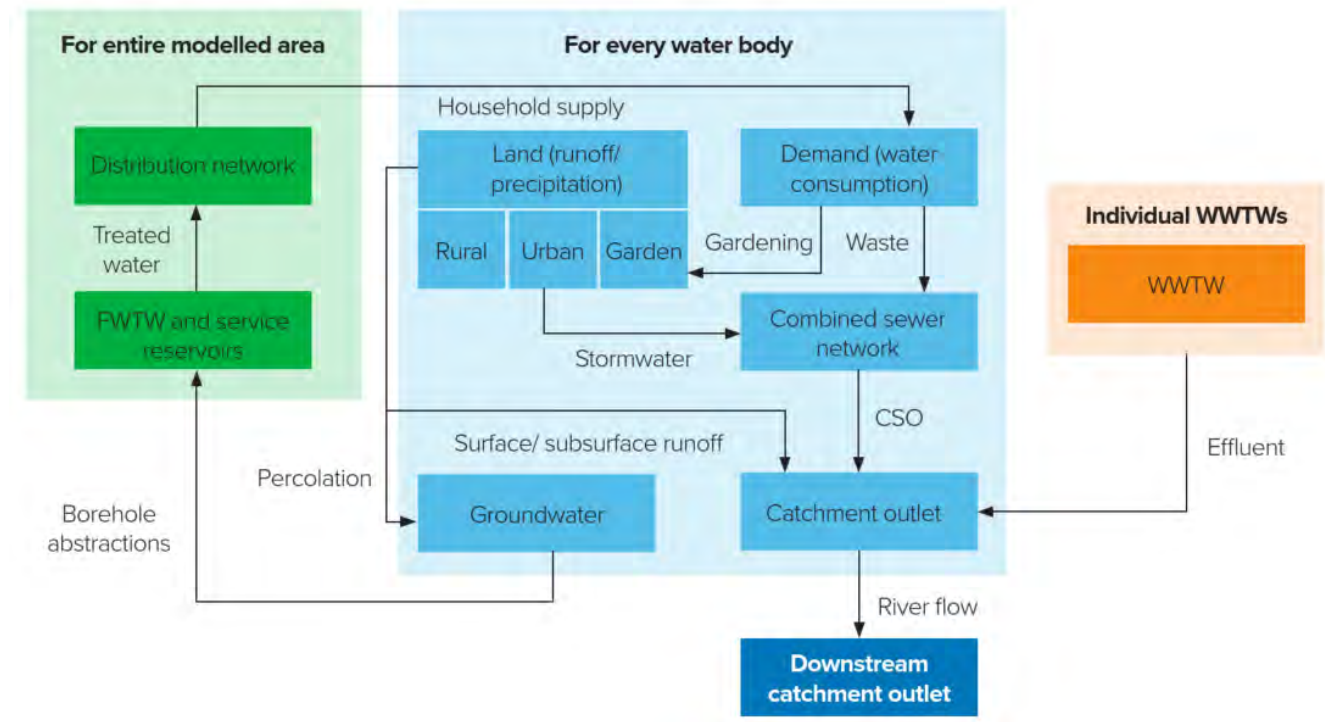 For entire modelled area
For every water body
Household supply
Distribution network
Land (runoff/
precipitation)
Demand (water
consumption)
Individual WWTWs
Treated
water
Rural
Urban
Garden
Gardening
Waste
WWTW
FWTW and service
reservoirs
Combined sewer
network
Stormwater
CSO
Surface/ subsurface runoff
Effluent
Percolation
Borehole
abstractions
Groundwater
Catchment outlet
River flow
Downstream
catchment outlet